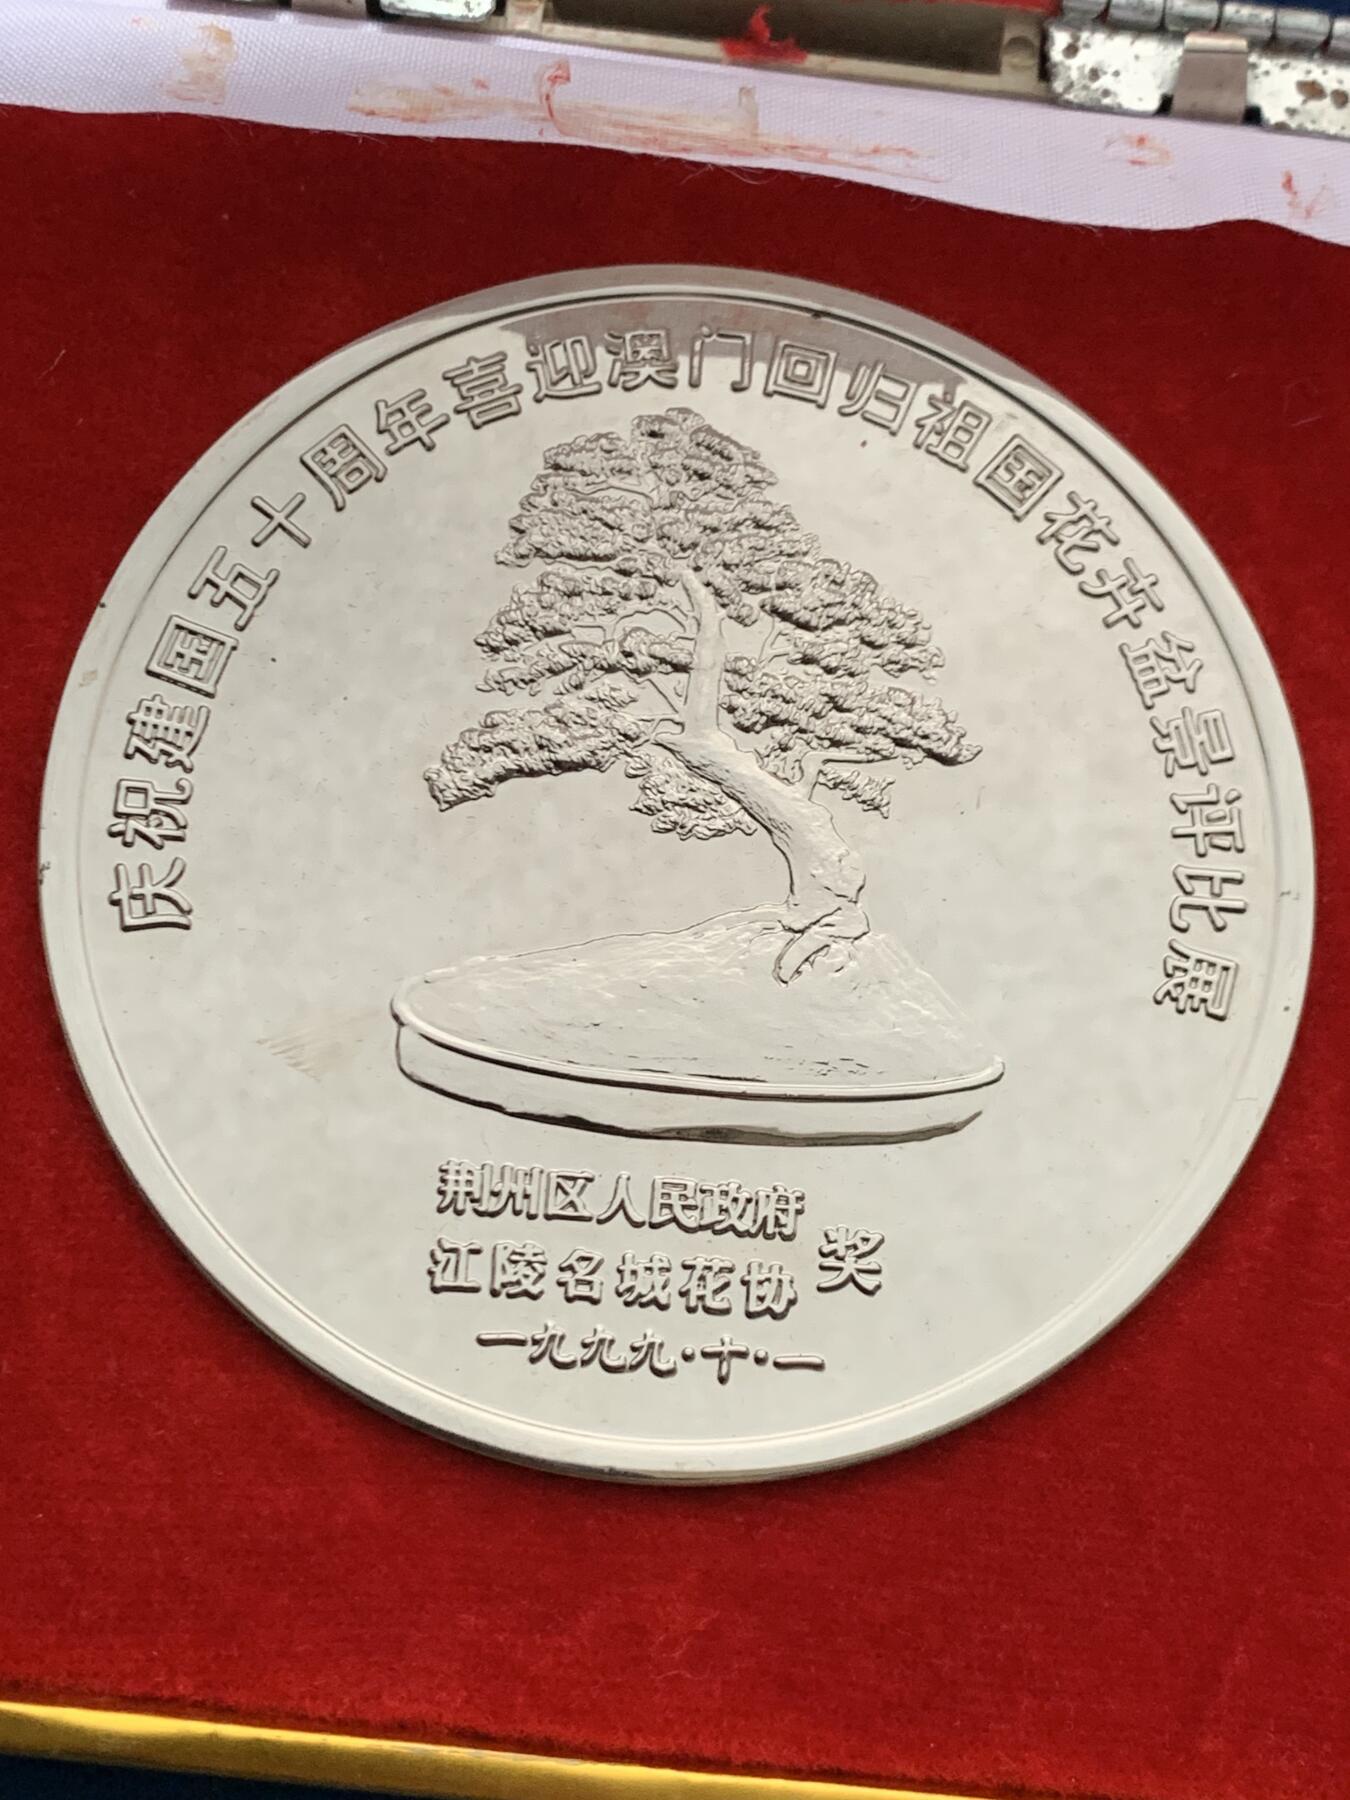 庆祝建国五十周年喜迎澳门回归祖国花卉盆景评比展
荆州区人民政府
江陵名城花协
奖
一九九九·十·一